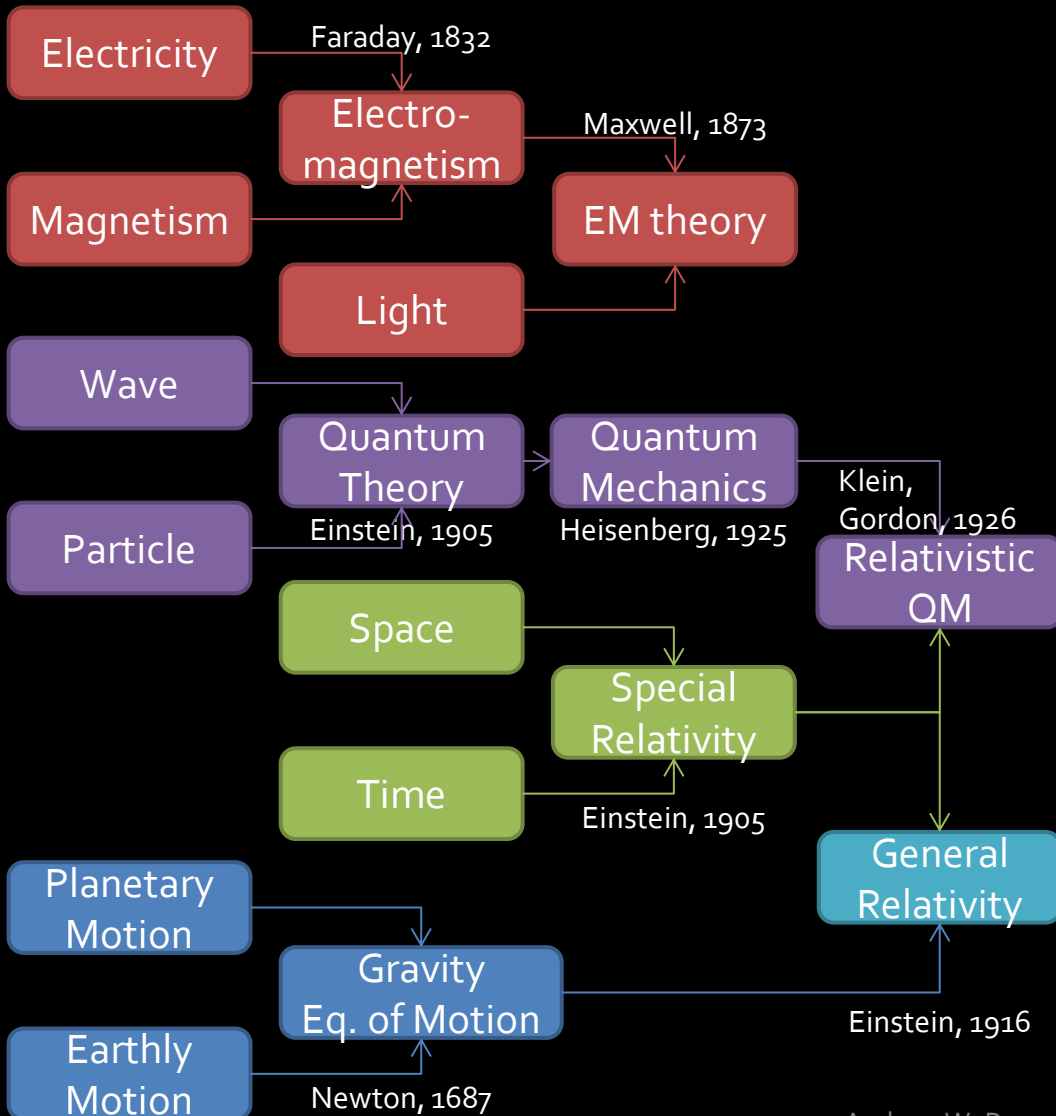 Electricity
Faraday, 1832
Electro-
magnetism
Maxwell, 1873
Magnetism
EM theory
Light
Wave
Quantum
Theory
Quantum
Mechanics
Klein,
Gordon, 1926
Einstein, 1905
Heisenberg, 1925
Particle
Relativistic
QM
Space
Special
Relativity
Time
Einstein, 1905
General
Relativity
Planetary
Motion
Gravity
Eq. of Motion
Einstein, 1916
Earthly
Motion
Newton, 1687